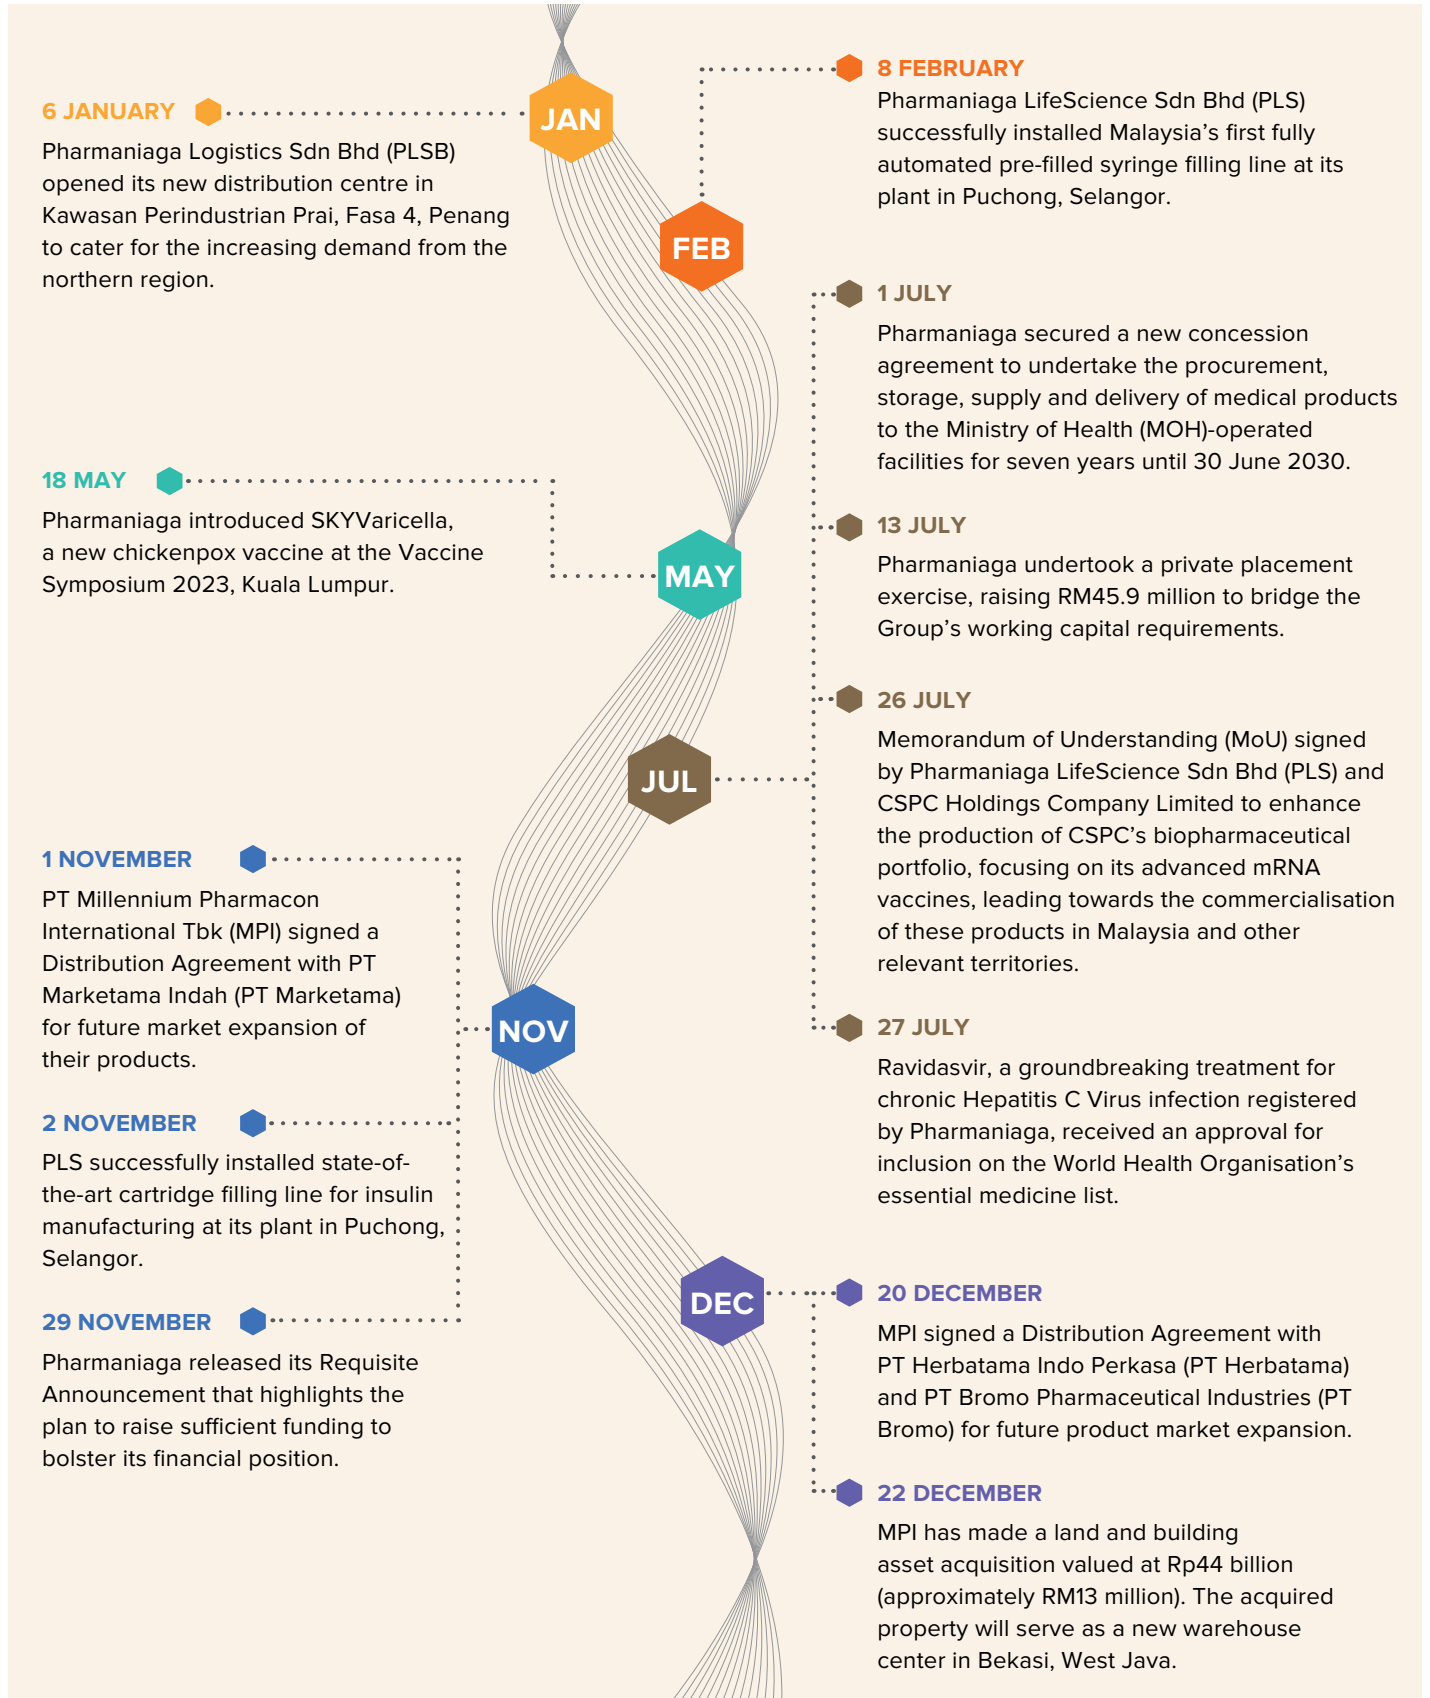 JAN
6 JANUARY
Pharmaniaga Logistics Sdn Bhd (PLSB)
opened its new distribution centre in
Kawasan Perindustrian Prai, Fasa 4, Penang
to cater for the increasing demand from the
northern region.
FEB
8 FEBRUARY
Pharmaniaga LifeScience Sdn Bhd (PLS)
successfully installed Malaysia’s first fully
automated pre-filled syringe filling line at its
plant in Puchong, Selangor.
MAY
18 MAY
Pharmaniaga introduced SKYVaricella,
a new chickenpox vaccine at the Vaccine
Symposium 2023, Kuala Lumpur.
JUL
1 JULY
Pharmaniaga secured a new concession
agreement to undertake the procurement,
storage, supply and delivery of medical products
to the Ministry of Health (MOH)-operated
facilities for seven years until 30 June 2030.
13 JULY
Pharmaniaga undertook a private placement
exercise, raising RM45.9 million to bridge the
Group’s working capital requirements.
26 JULY
Memorandum of Understanding (MoU) signed
by Pharmaniaga LifeScience Sdn Bhd (PLS) and
CSPC Holdings Company Limited to enhance
the production of CSPC’s biopharmaceutical
portfolio, focusing on its advanced mRNA
vaccines, leading towards the commercialisation
of these products in Malaysia and other
relevant territories.
27 JULY
Ravidasvir, a groundbreaking treatment for
chronic Hepatitis C Virus infection registered
by Pharmaniaga, received an approval for
inclusion on the World Health Organisation’s
essential medicine list.
NOV
1 NOVEMBER
PT Millennium Pharmacon
International Tbk (MPI) signed a
Distribution Agreement with PT
Marketama Indah (PT Marketama)
for future market expansion of
their products.
2 NOVEMBER
PLS successfully installed state-of-
the-art cartridge filling line for insulin
manufacturing at its plant in Puchong,
Selangor.
29 NOVEMBER
Pharmaniaga released its Requisite
Announcement that highlights the
plan to raise sufficient funding to
bolster its financial position.
DEC
20 DECEMBER
MPI signed a Distribution Agreement with
PT Herbatama Indo Perkasa (PT Herbatama)
and PT Bromo Pharmaceutical Industries (PT
Bromo) for future product market expansion.
22 DECEMBER
MPI has made a land and building
asset acquisition valued at Rp44 billion
(approximately RM13 million). The acquired
property will serve as a new warehouse
center in Bekasi, West Java.